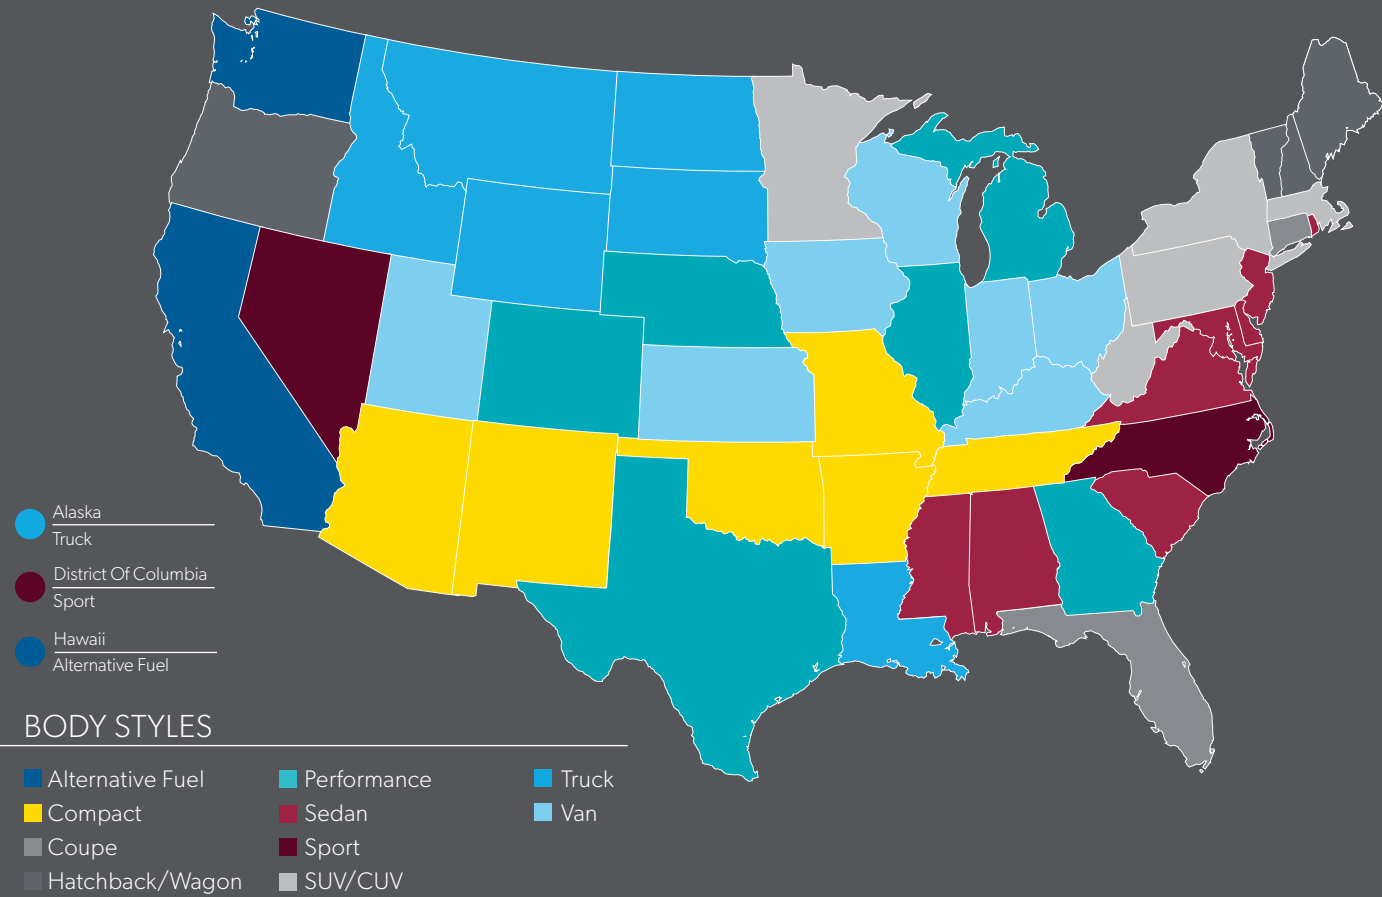 Alaska
Truck
District Of Columbia
Sport
Hawaii
Alternative Fuel
BODY STYLES
Alternative Fuel
Compact
Coupe
Hatchback/Wagon
Performance
Sedan
Sport
SUV/CUV
Truck
Van